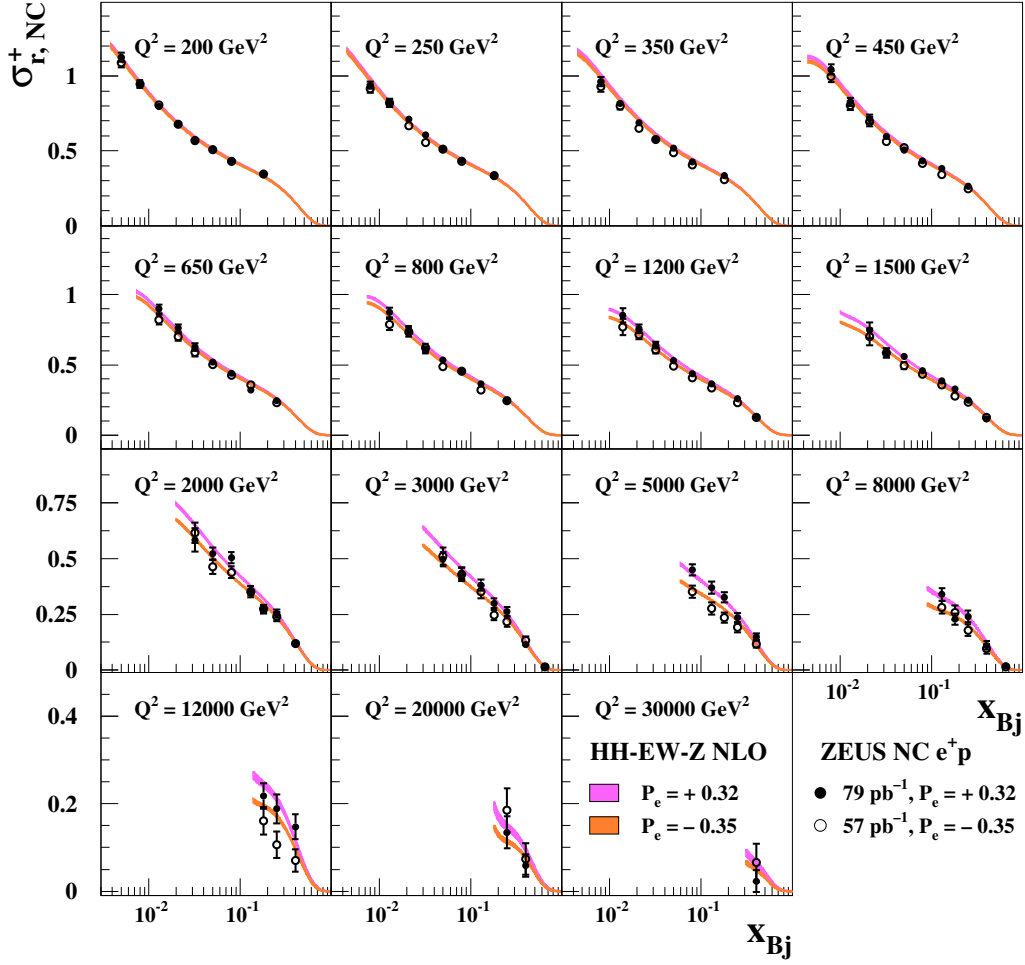 σ⁺r, NC
Q² = 200 GeV² Q² = 250 GeV² Q² = 350 GeV² Q² = 450 GeV²
1
0.5
0
Q² = 650 GeV² Q² = 800 GeV² Q² = 1200 GeV² Q² = 1500 GeV²
1
0.5
0
Q² = 2000 GeV² Q² = 3000 GeV² Q² = 5000 GeV² Q² = 8000 GeV²
0.75
0.5
0.25
0
10⁻² 10⁻¹
xBj
Q² = 12000 GeV² Q² = 20000 GeV² Q² = 30000 GeV²
0.4
HH-EW-Z NLO ZEUS NC e⁺p
Pe = + 0.32 79 pb⁻¹, Pe = + 0.32
0.2
Pe = − 0.35 57 pb⁻¹, Pe = − 0.35
0
10⁻² 10⁻¹ 10⁻² 10⁻¹ 10⁻² 10⁻¹
xBj